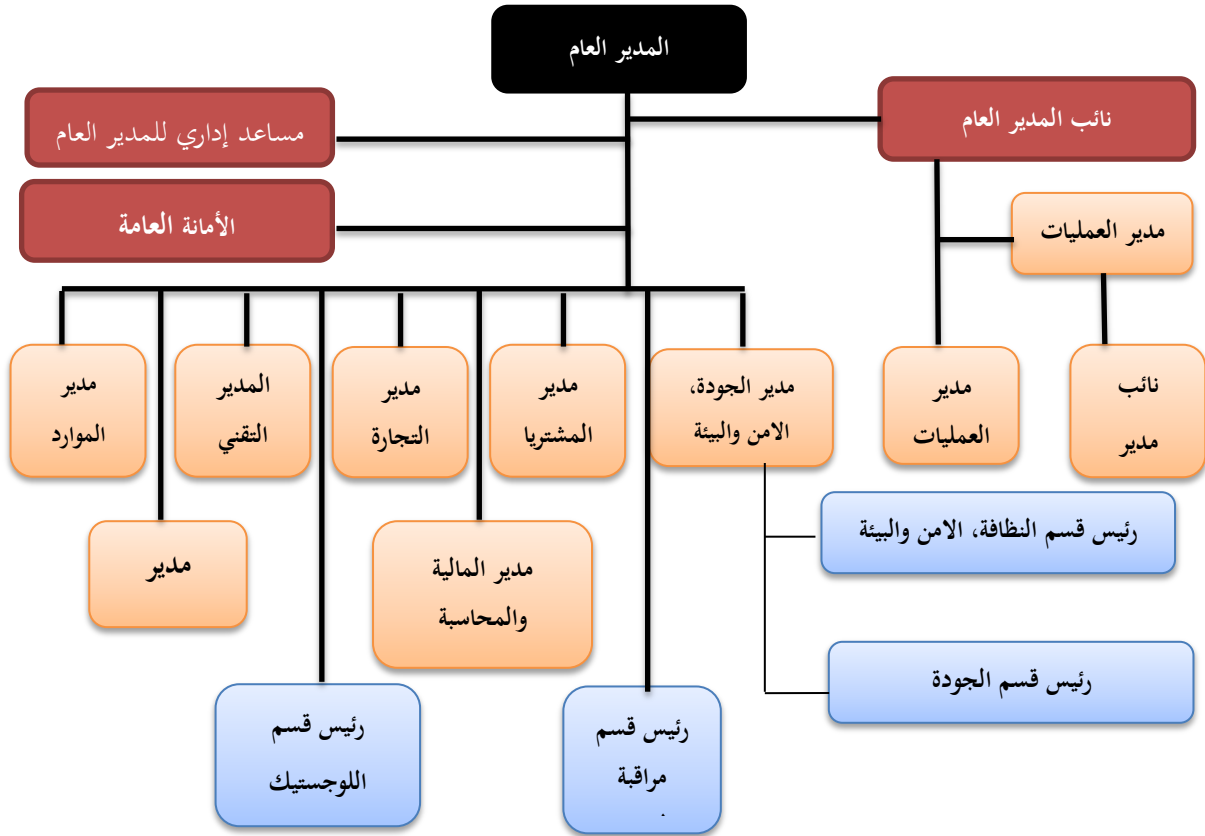 المدير العام
نائب المدير العام
مساعد إداري للمدير العام
الأمانة العامة
مدير العمليات
نائب
مدير
مدير
العمليات
مدير الجودة،
الامن والبيئة
مدير
المشتريا
مدير
التجارة
المدير
التقني
مدير
الموارد
رئيس قسم النظافة، الامن والبيئة
مدير المالية
والمحاسبة
مدير
رئيس قسم الجودة
رئيس قسم
مراقبة
رئيس قسم
اللوجستيك